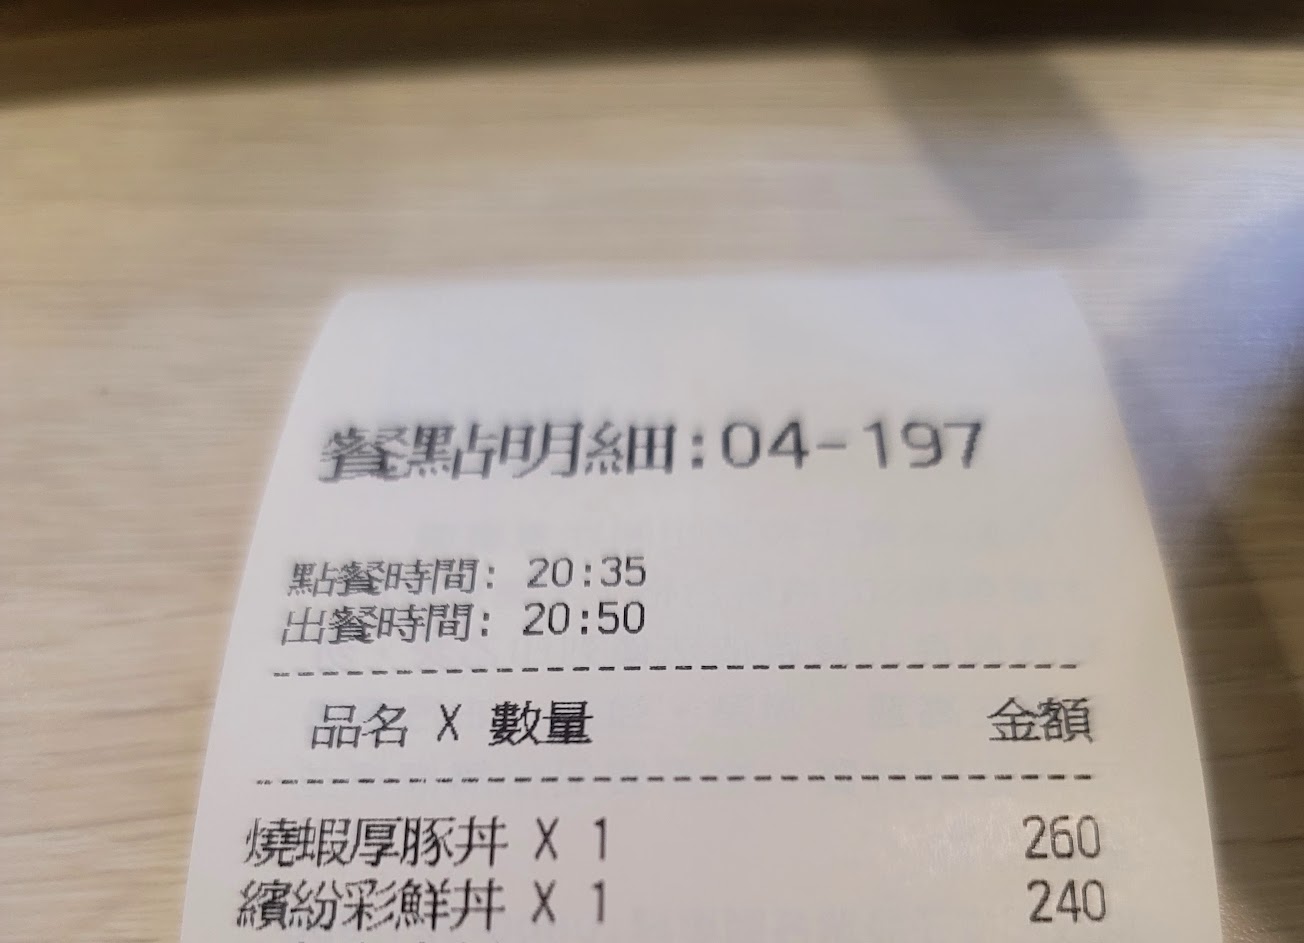 餐點明細:04-197
點餐時間: 20:35
出餐時間: 20:50
品名 X 數量 金額
燒蝦厚豚丼 X 1 260
繽紛彩鮮丼 X 1 240